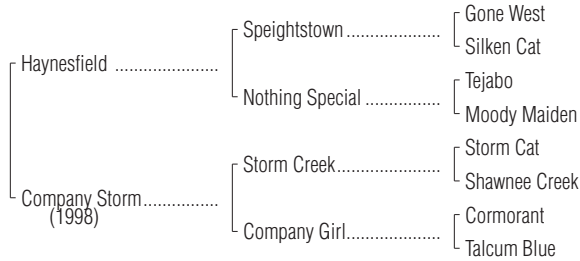 Gone West
Speightstown
Silken Cat
Haynesfield
Tejabo
Nothing Special
Moody Maiden
Storm Cat
Storm Creek
Shawnee Creek
Company Storm
(1998)
Cormorant
Company Girl
Talcum Blue